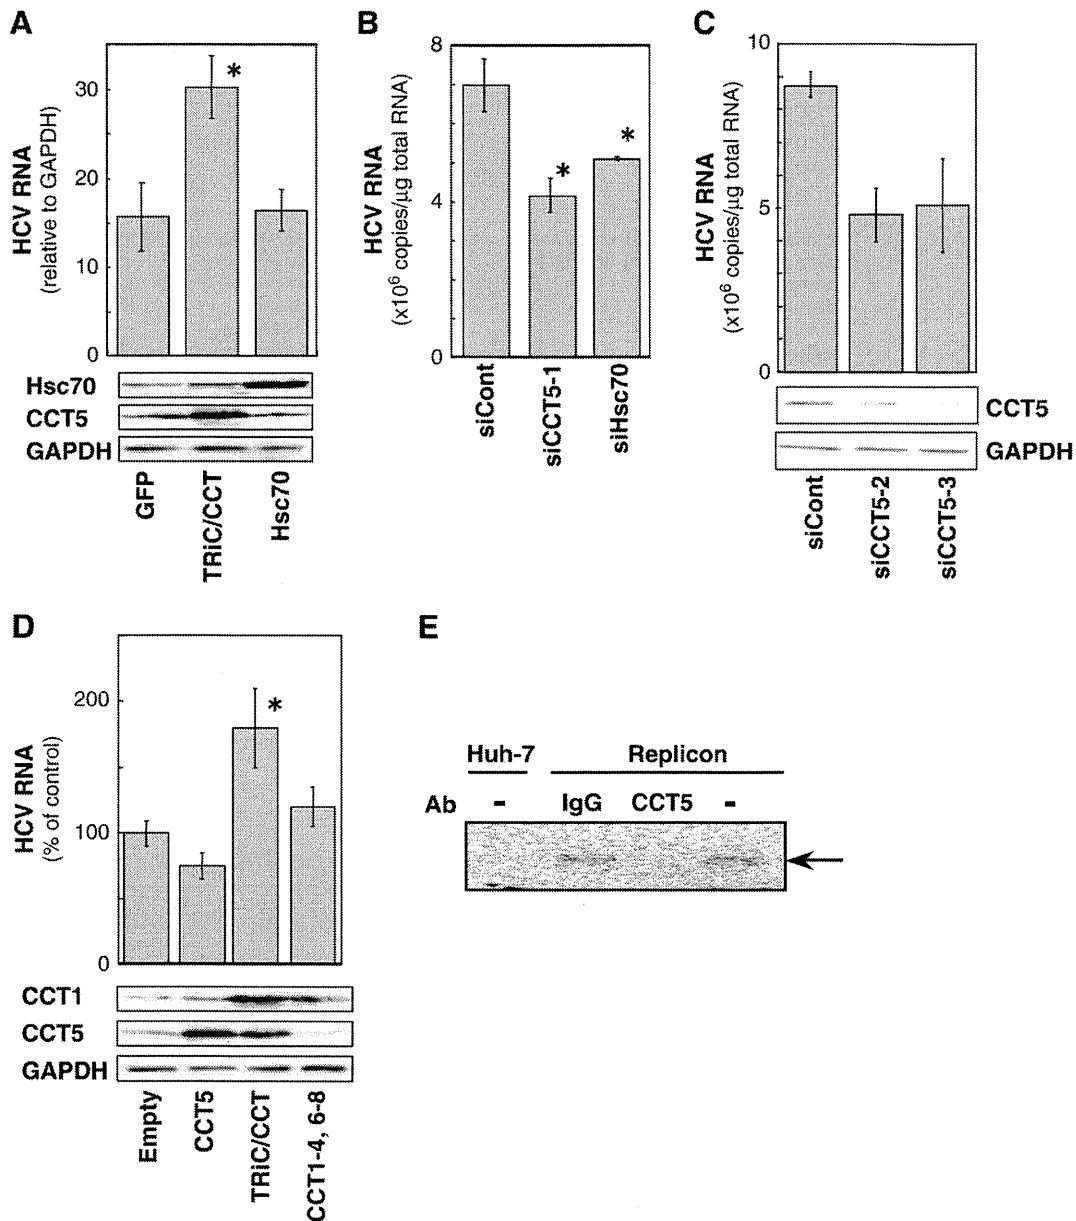 A
HCV RNA
(relative to GAPDH)
30
20
10
0
*
Hsc70
CCT5
GAPDH
GFP
TRiC/CCT
Hsc70
B
HCV RNA
(x10⁶ copies/µg total RNA)
8
4
0
*
*
siCont
siCCT5-1
siHsc70
C
HCV RNA
(x10⁶ copies/µg total RNA)
10
5
0
CCT5
GAPDH
siCont
siCCT5-2
siCCT5-3
D
HCV RNA
(% of control)
200
100
0
*
CCT1
CCT5
GAPDH
Empty
CCT5
TRiC/CCT
CCT1-4, 6-8
E
Huh-7 Replicon
Ab - IgG CCT5 -